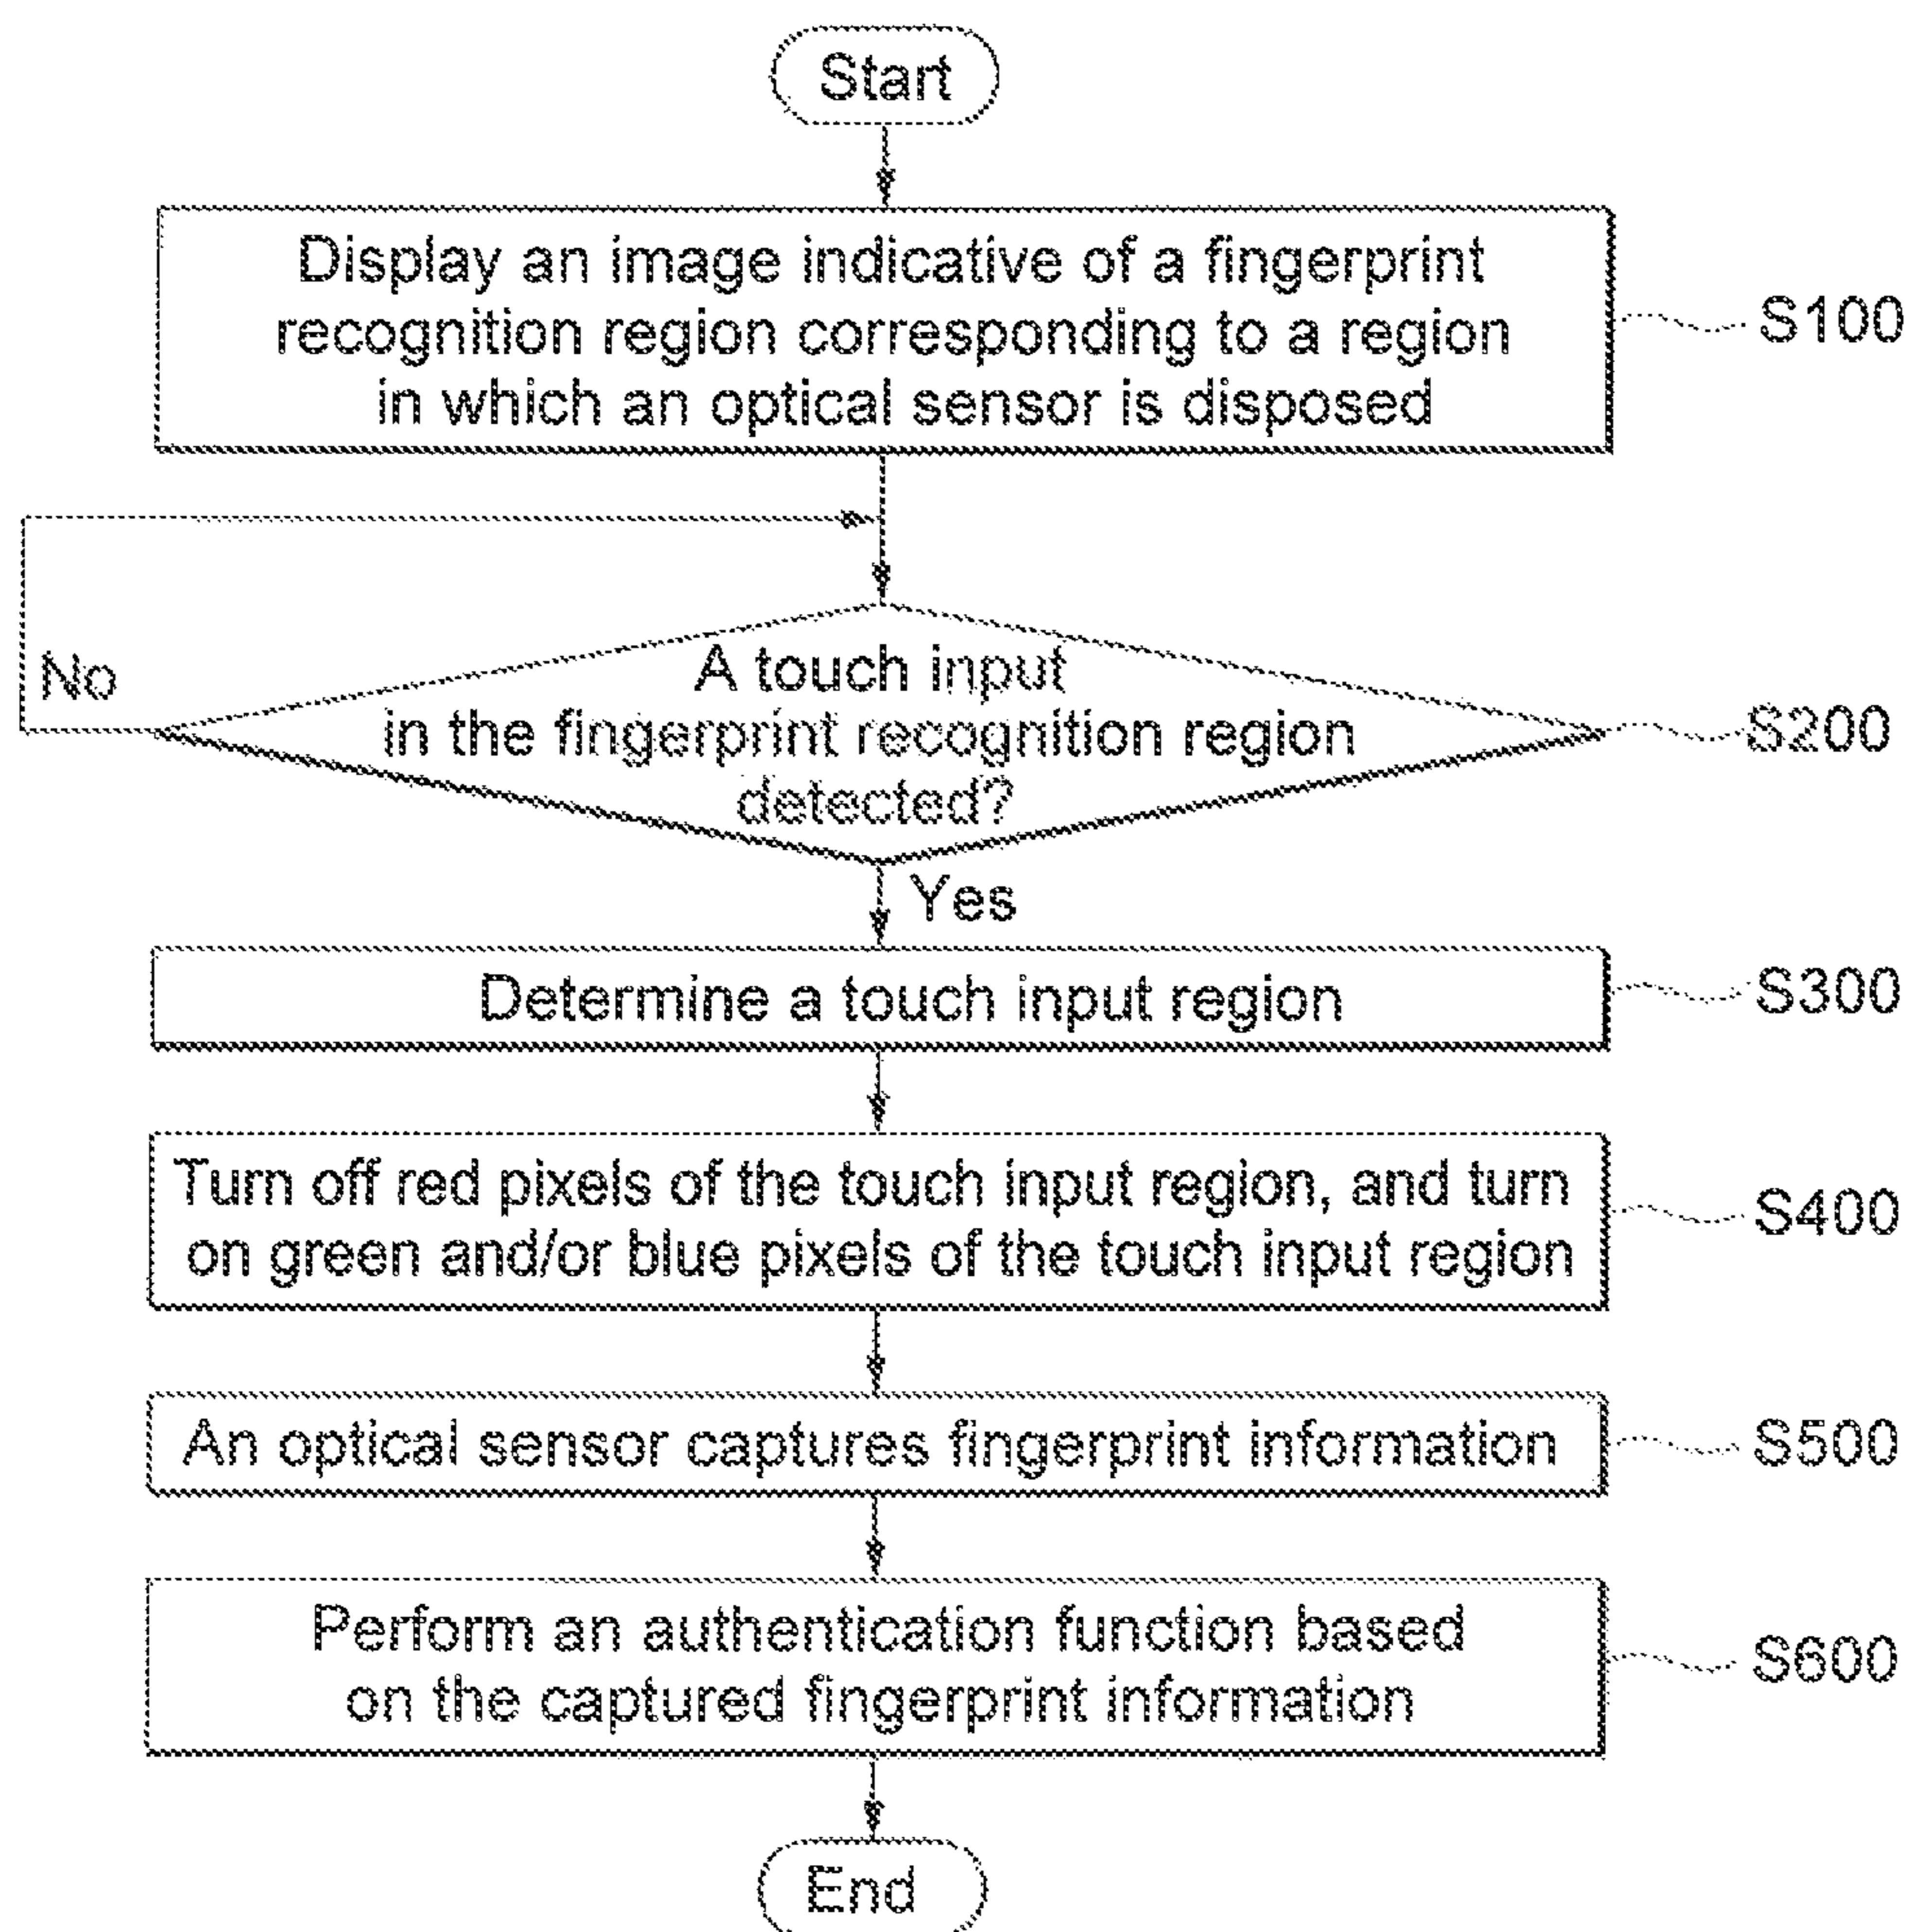 Start
Display an image indicative of a fingerprint
recognition region corresponding to a region
in which an optical sensor is disposed
S100
No
A touch input
in the fingerprint recognition region
detected?
S200
Yes
Determine a touch input region
S300
Turn off red pixels of the touch input region, and turn
on green and/or blue pixels of the touch input region
S400
An optical sensor captures fingerprint information
S500
Perform an authentication function based
on the captured fingerprint information
S600
End